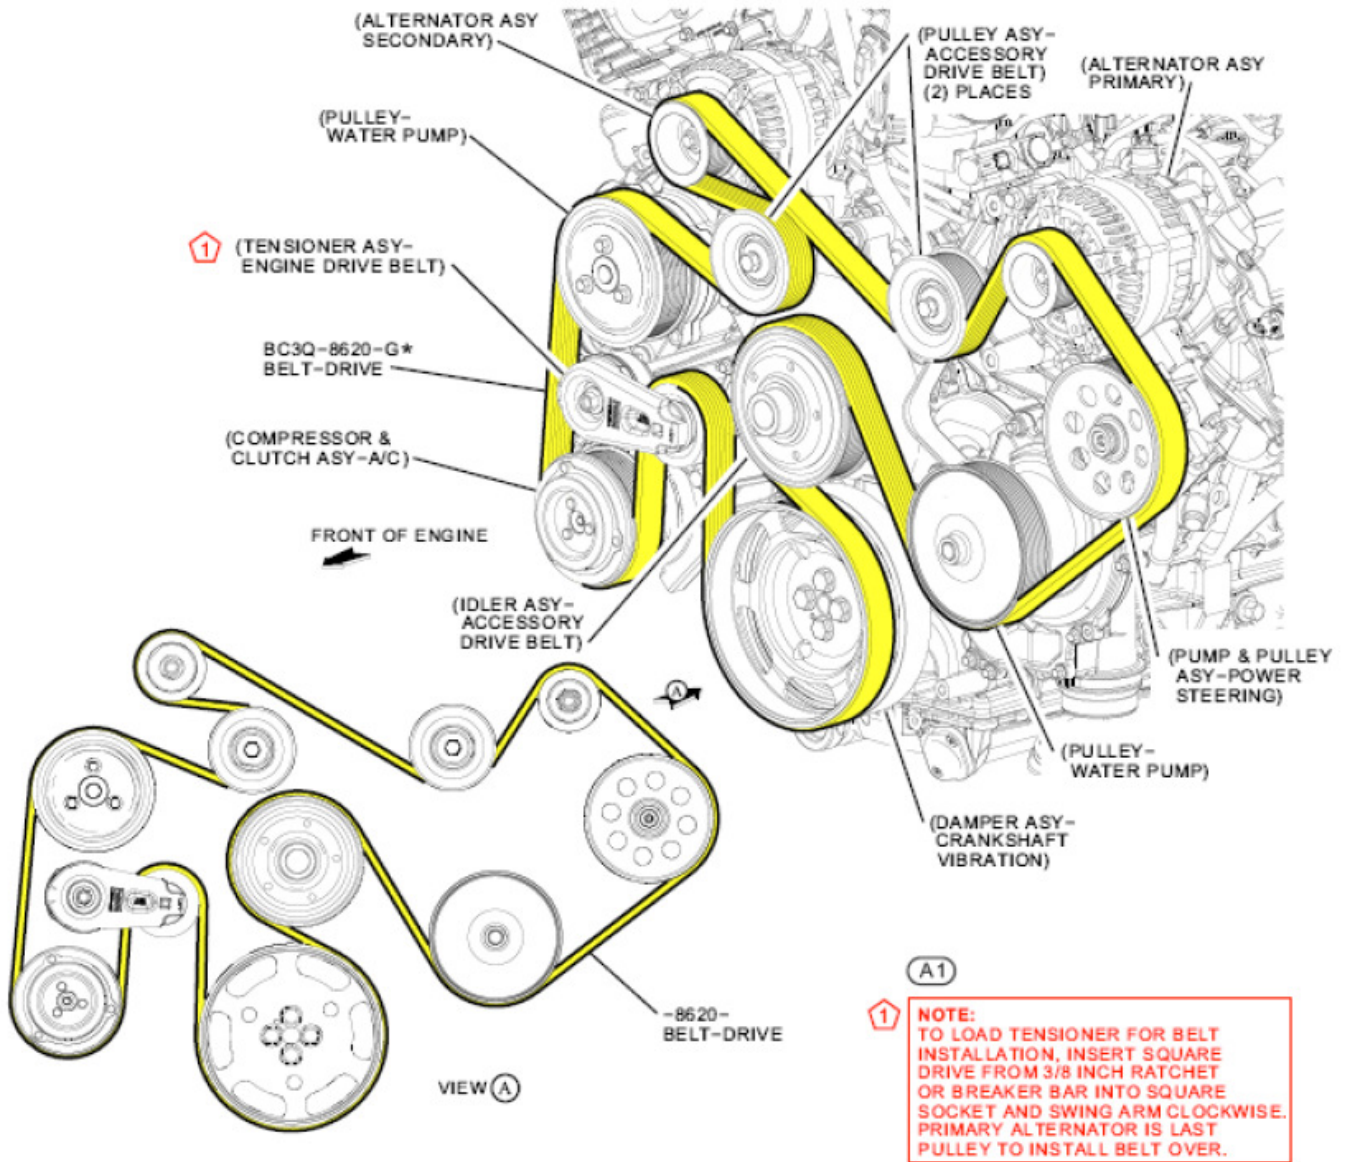 (ALTERNATOR ASY
SECONDARY)
(PULLEY ASY-
ACCESSORY
DRIVE BELT)
(2) PLACES
(ALTERNATOR ASY
PRIMARY)
(PULLEY-
WATER PUMP)
1
(TENSIONER ASY-
ENGINE DRIVE BELT)
BC3Q-8620-G*
BELT-DRIVE
(COMPRESSOR &
CLUTCH ASY-A/C)
FRONT OF ENGINE
(IDLER ASY-
ACCESSORY
DRIVE BELT)
A
(PUMP & PULLEY
ASY-POWER
STEERING)
(PULLEY-
WATER PUMP)
(DAMPER ASY-
CRANKSHAFT
VIBRATION)
-8620-
BELT-DRIVE
VIEW A
A1
1
NOTE:
TO LOAD TENSIONER FOR BELT
INSTALLATION, INSERT SQUARE
DRIVE FROM 3/8 INCH RATCHET
OR BREAKER BAR INTO SQUARE
SOCKET AND SWING ARM CLOCKWISE.
PRIMARY ALTERNATOR IS LAST
PULLEY TO INSTALL BELT OVER.